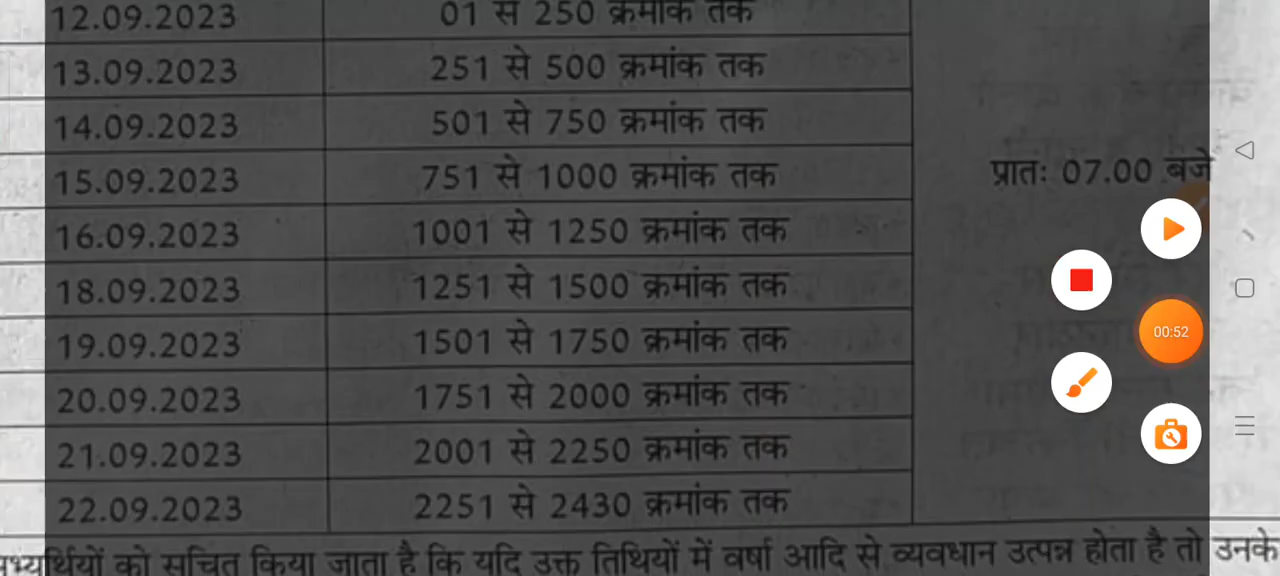 12.09.2023 01 से 250 क्रमांक तक
13.09.2023 251 से 500 क्रमांक तक
14.09.2023 501 से 750 क्रमांक तक
15.09.2023 751 से 1000 क्रमांक तक प्रातः 07.00 बजे
16.09.2023 1001 से 1250 क्रमांक तक
18.09.2023 1251 से 1500 क्रमांक तक
19.09.2023 1501 से 1750 क्रमांक तक
00:52
20.09.2023 1751 से 2000 क्रमांक तक
21.09.2023 2001 से 2250 क्रमांक तक
22.09.2023 2251 से 2430 क्रमांक तक
को सूचित किया जाता है कि यदि उक्त तिथियों में वर्षा आदि से व्यवधान उत्पन्न होता है तो उनके